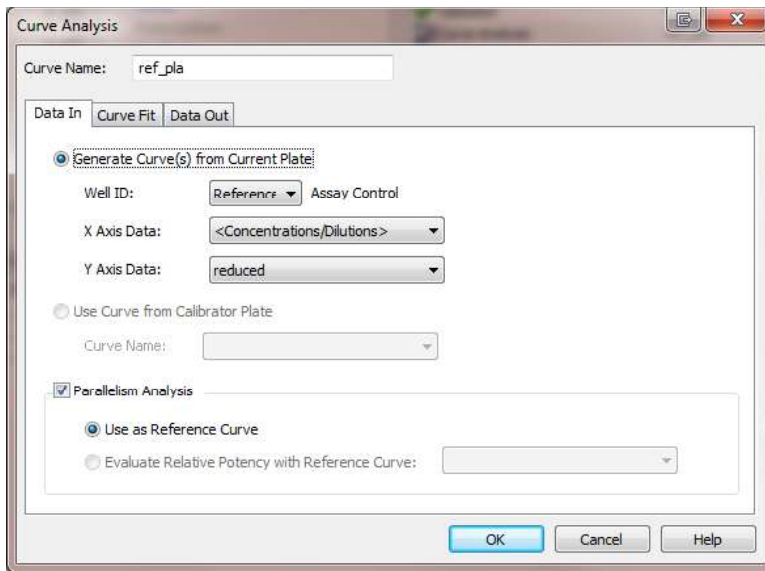 Curve Analysis
Curve Name: ref_pla
Data In Curve Fit Data Out
Generate Curve(s) from Current Plate
Well ID: Reference Assay Control
X Axis Data: <Concentrations/Dilutions>
Y Axis Data: reduced
Use Curve from Calibrator Plate
Curve Name:
Parallelism Analysis
Use as Reference Curve
Evaluate Relative Potency with Reference Curve:
OK Cancel Help